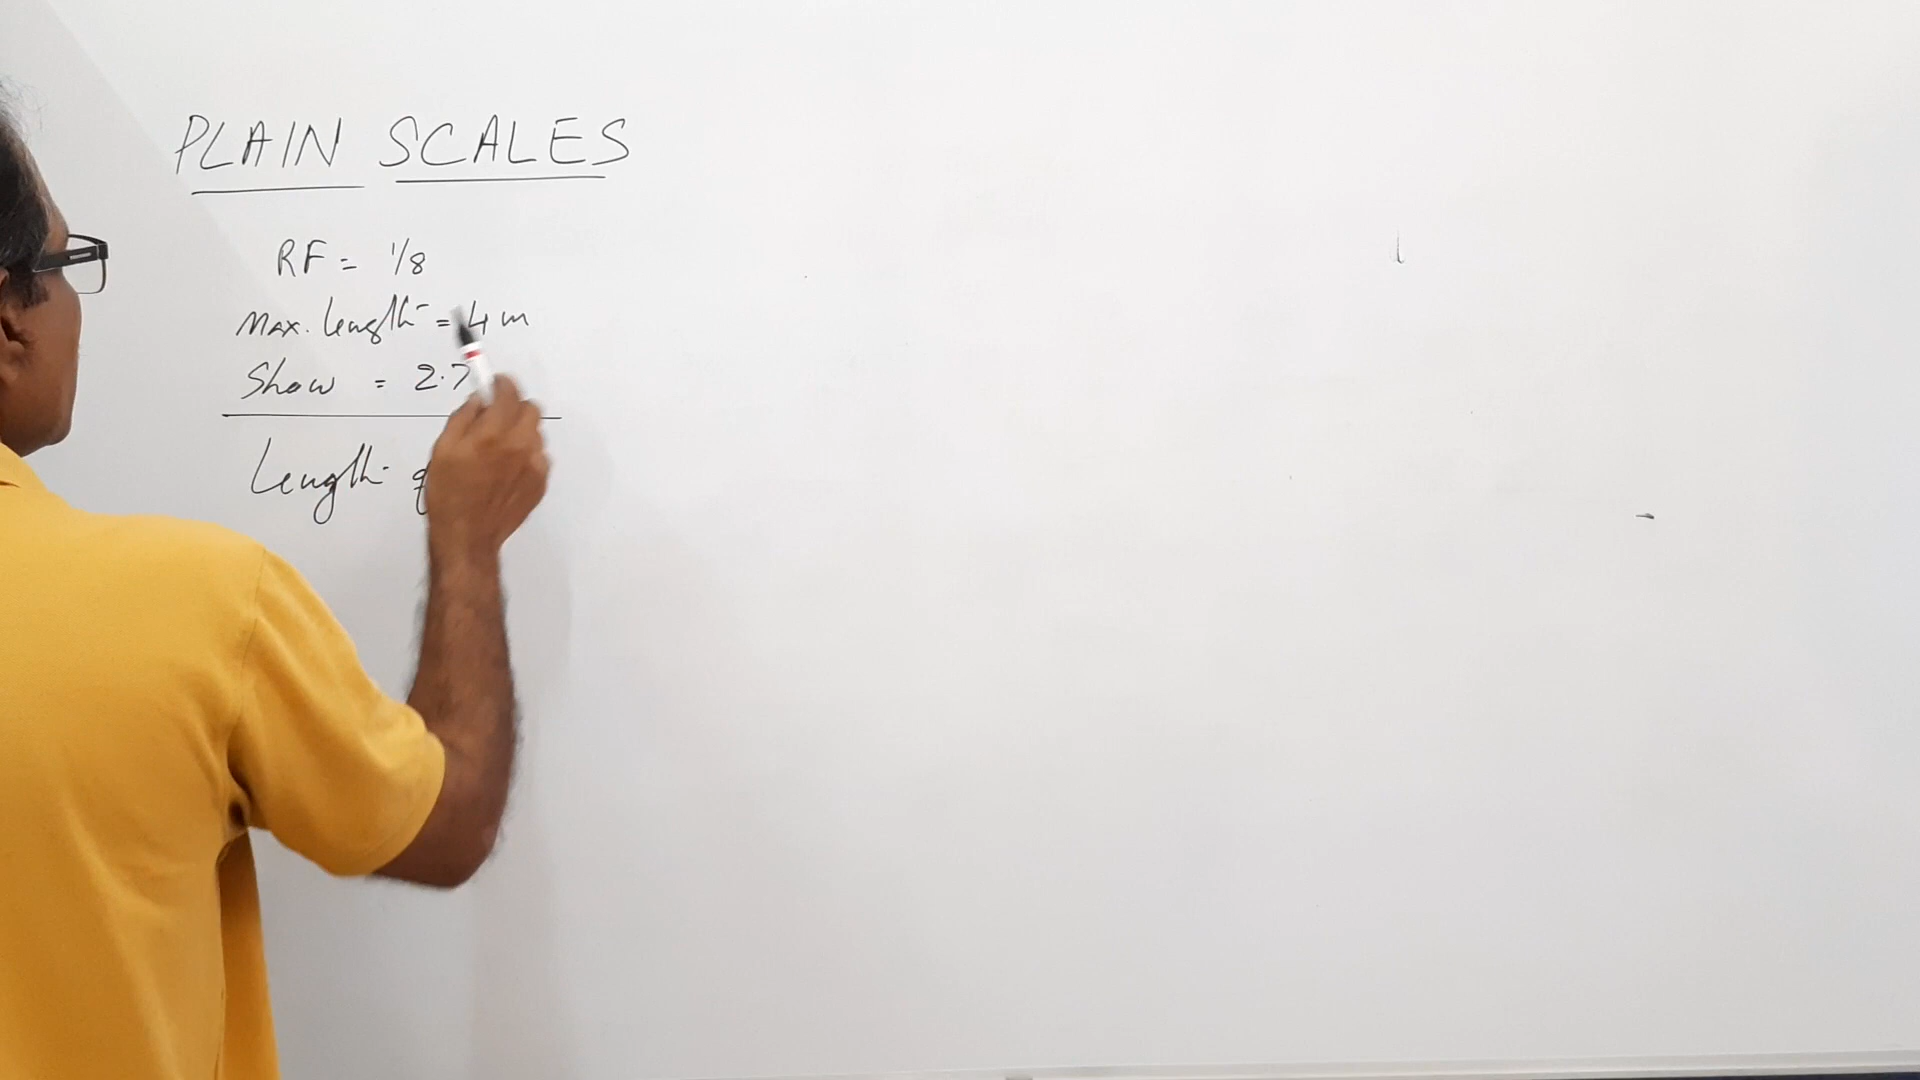 PLAIN SCALES
RF = 1/8
Max. length = 4 m
Show = 2.7
Length